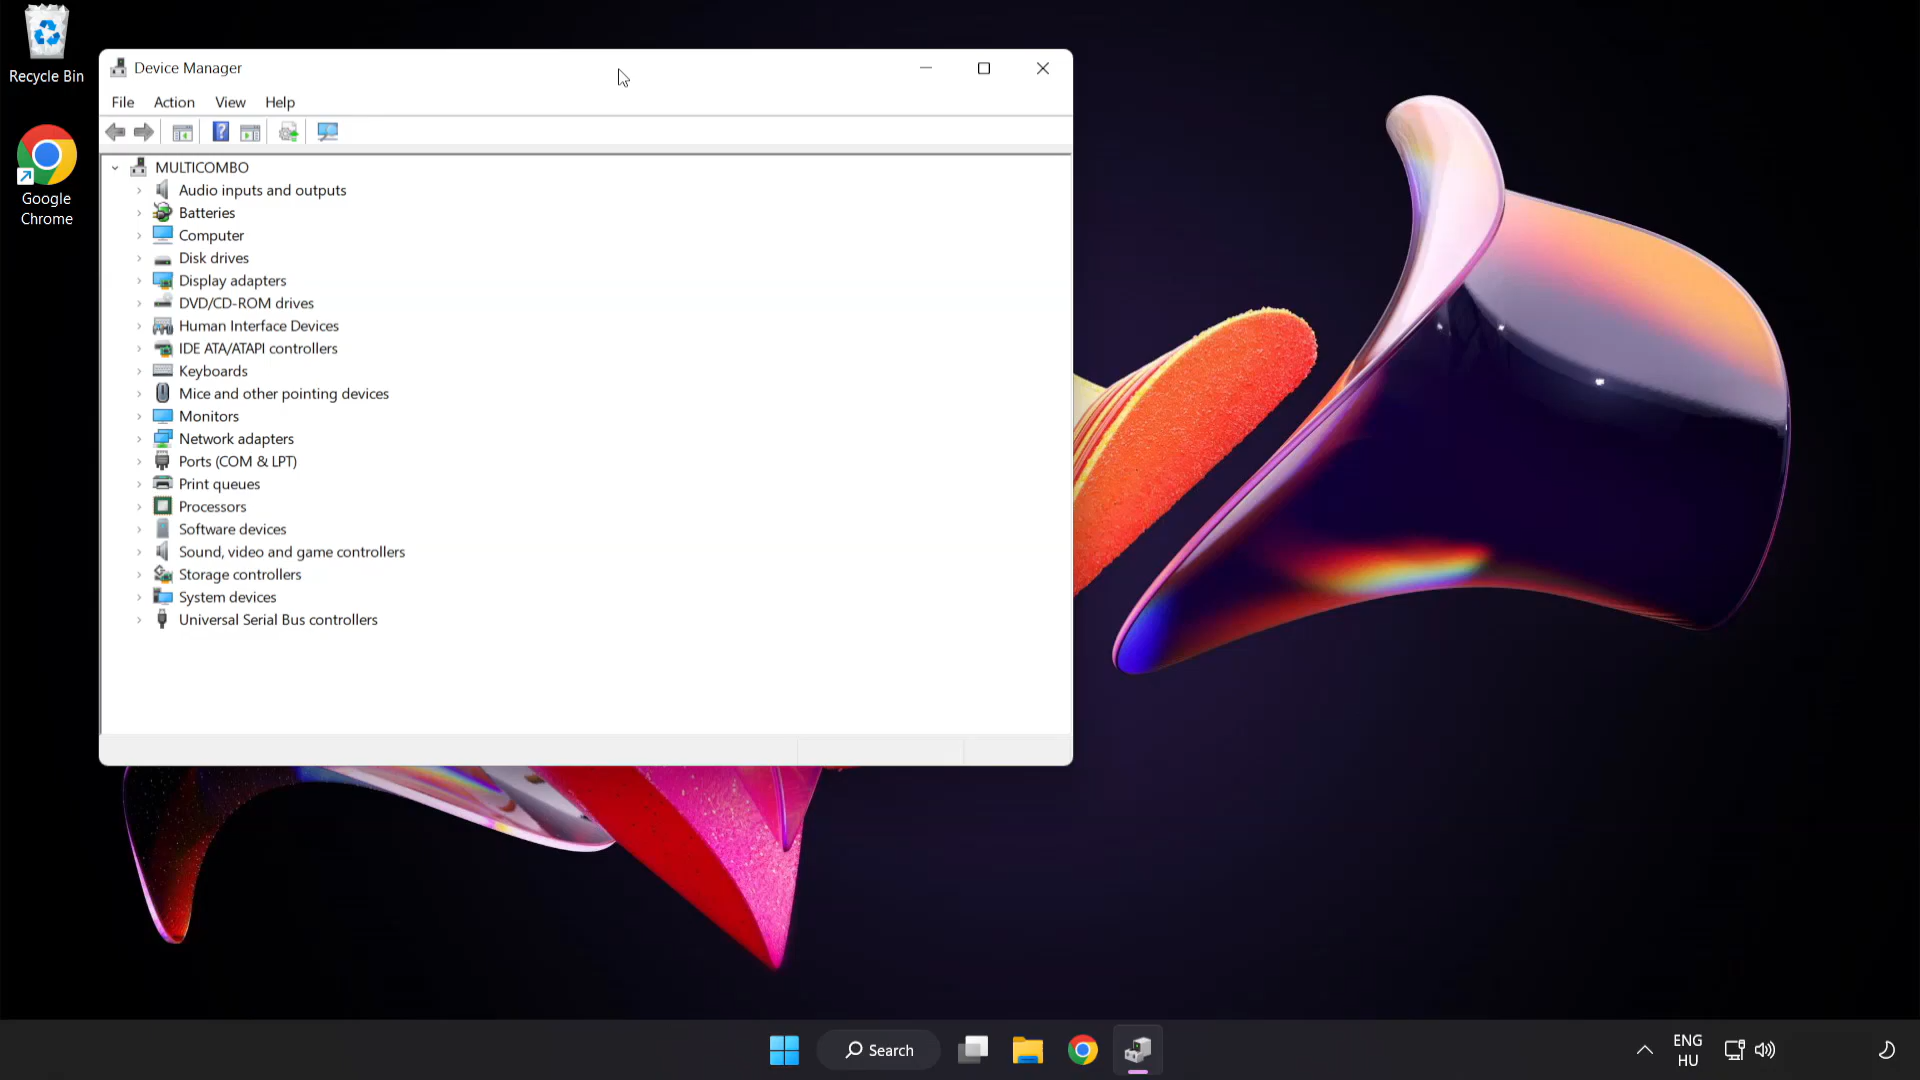 Recycle Bin
Google
Chrome
Device Manager
File Action View Help
MULTICOMBO
Audio inputs and outputs
Batteries
Computer
Disk drives
Display adapters
DVD/CD-ROM drives
Human Interface Devices
IDE ATA/ATAPI controllers
Keyboards
Mice and other pointing devices
Monitors
Network adapters
Ports (COM & LPT)
Print queues
Processors
Software devices
Sound, video and game controllers
Storage controllers
System devices
Universal Serial Bus controllers
Search
ENG
HU